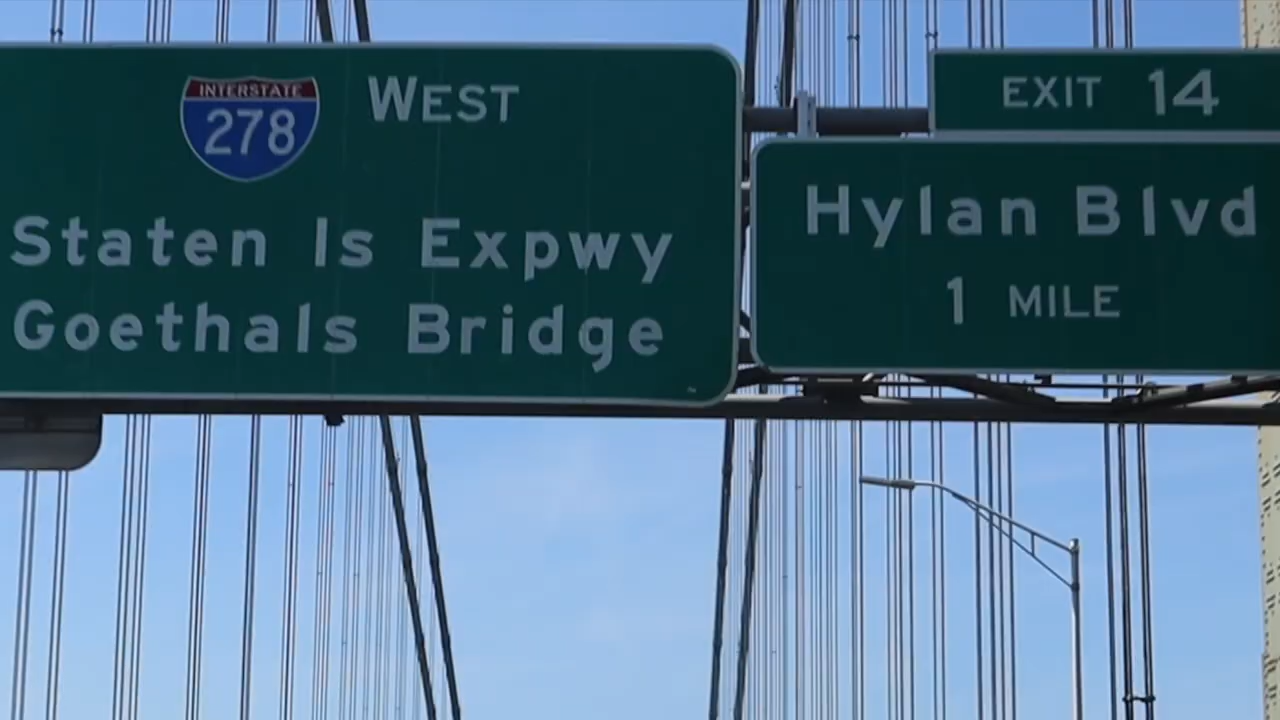 INTERSTATE
278
WEST
Staten Is Expwy
Goethals Bridge
EXIT 14
Hylan Blvd
1 MILE